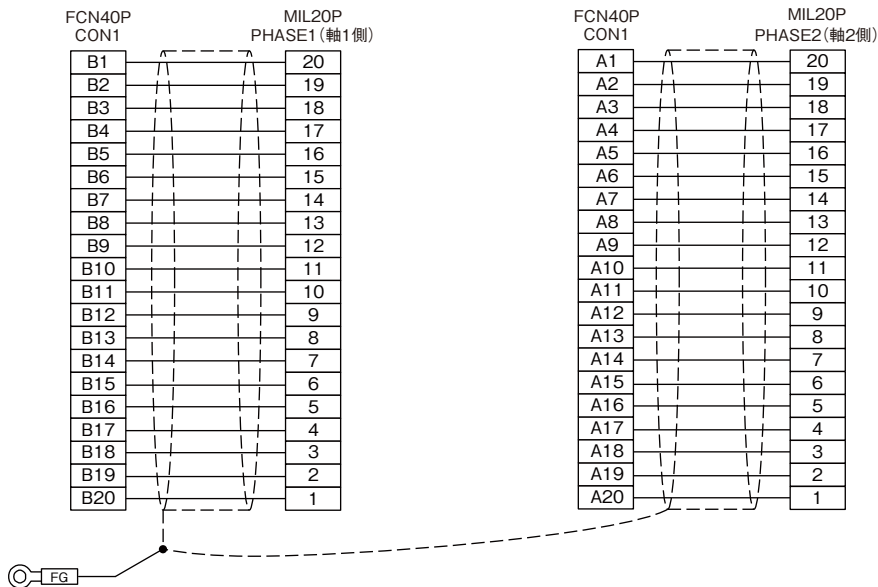 FCN40P
CON1
MIL20P
PHASE1(軸1側)
B1 20
B2 19
B3 18
B4 17
B5 16
B6 15
B7 14
B8 13
B9 12
B10 11
B11 10
B12 9
B13 8
B14 7
B15 6
B16 5
B17 4
B18 3
B19 2
B20 1
FCN40P
CON1
MIL20P
PHASE2(軸2側)
A1 20
A2 19
A3 18
A4 17
A5 16
A6 15
A7 14
A8 13
A9 12
A10 11
A11 10
A12 9
A13 8
A14 7
A15 6
A16 5
A17 4
A18 3
A19 2
A20 1
FG